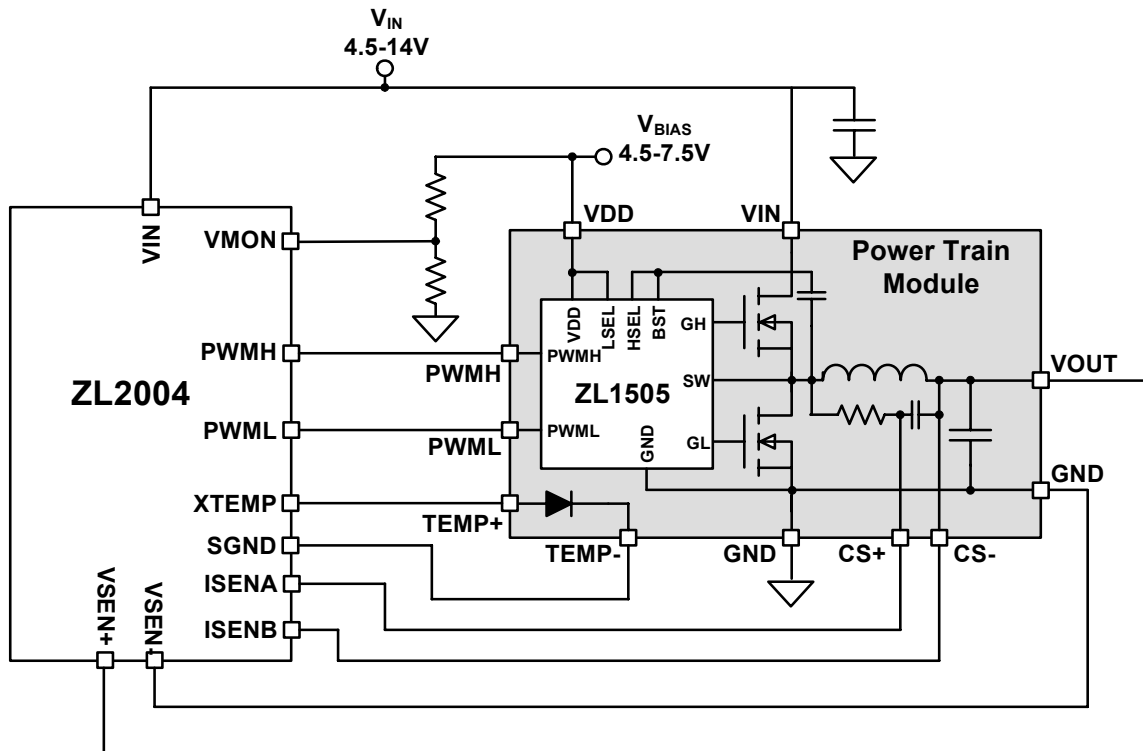 VIN
4.5-14V
VBIAS
4.5-7.5V
VIN
VMON
VDD
VIN
Power Train
Module
VDD
LSEL
HSEL
BST
GH
PWMH
PWMH
PWMH
SW
VOUT
ZL2004
ZL1505
PWML
PWML
PWML
GND
GL
GND
XTEMP
TEMP+
SGND
TEMP-
GND
CS+
CS-
ISENA
VSEN+
VSEN-
ISENB